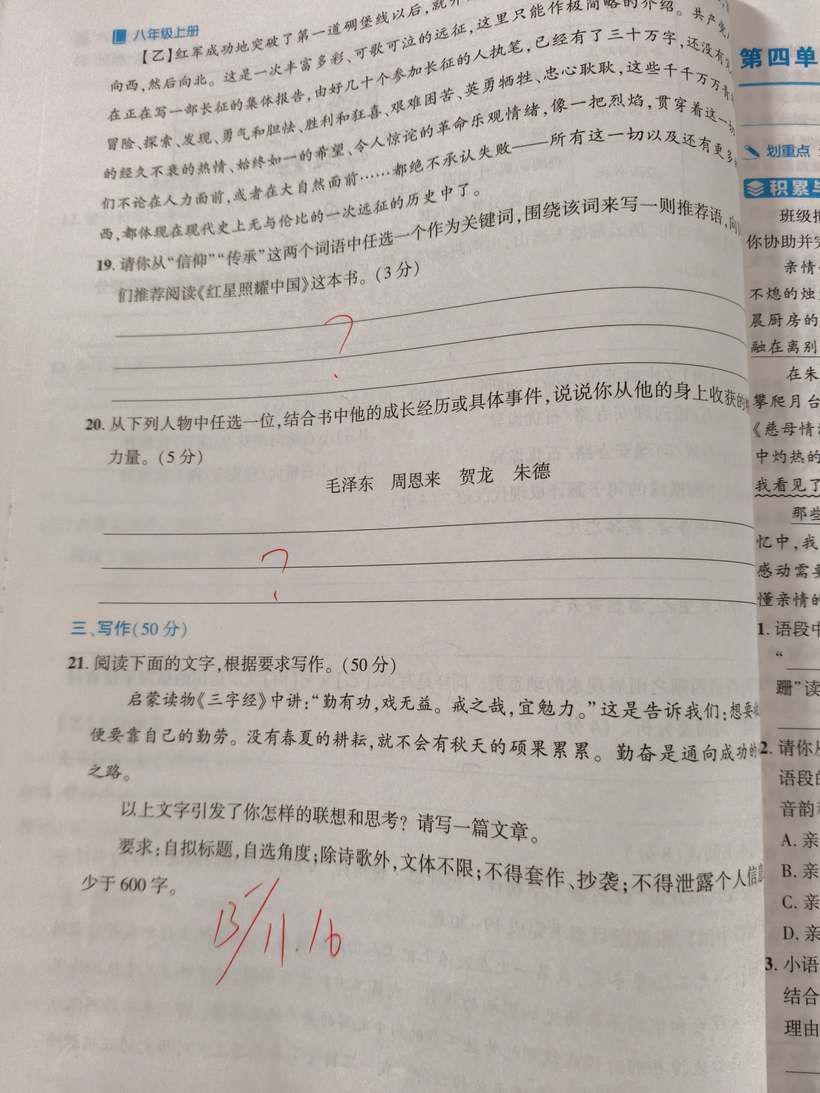 八年级上册
【乙】红军成功地突破了第一道碉堡线以后,就
向西,然后向北。这是一次丰富多彩、可歌可泣的远征,这里只能作极简略的介绍。共产党
在正在写一部长征的集体报告,由好几十个参加长征的人执笔,已经有了三十万字,还没有
冒险、探索、发现、勇气和胆怯、胜利和狂喜、艰难困苦、英勇牺牲、忠心耿耿,这些千千万万青
的经久不衰的热情、始终如一的希望、令人惊诧的革命乐观情绪,像一把烈焰,贯穿着这一
们不论在人力面前,或者在大自然面前……都绝不承认失败——所有这一切以及还有更多
西,都体现在现代史上无与伦比的一次远征的历史中了。
19. 请你从“信仰”“传承”这两个词语中任选一个作为关键词,围绕该词来写一则推荐语,向
们推荐阅读《红星照耀中国》这本书。(3分)
?
20. 从下列人物中任选一位,结合书中他的成长经历或具体事件,说说你从他的身上收获的
力量。(5分)
毛泽东 周恩来 贺龙 朱德
?
三、写作(50分)
21. 阅读下面的文字,根据要求写作。(50分)
启蒙读物《三字经》中讲:“勤有功,戏无益。戒之哉,宜勉力。”这是告诉我们:想要
便要靠自己的勤劳。没有春夏的耕耘,就不会有秋天的硕果累累。勤奋是通向成功的
之路。
以上文字引发了你怎样的联想和思考?请写一篇文章。
要求:自拟标题,自选角度;除诗歌外,文体不限;不得套作、抄袭;不得泄露个人信息
少于600字。
13/11.16
第四单
划重点
积累与
班级
你协助并完
亲情
不熄的烛
晨厨房的
融在离别
在朱
攀爬月台
《慈母情
中灼热的
我看见了
那些
忆中,我
感动需要
懂亲情的
1. 语段中
“
跚”读
2. 请你从
语段的
音韵和
A. 亲
B. 亲
C. 亲
D. 亲
3. 小语
结合
理由